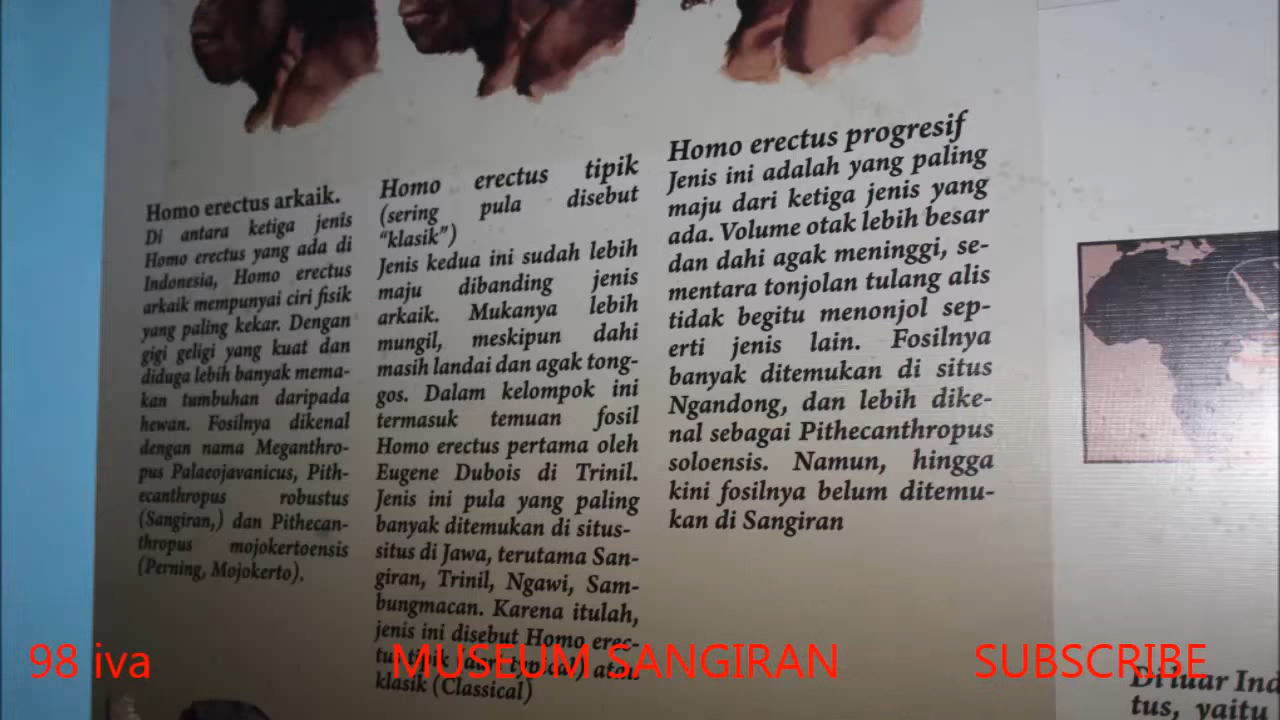 Homo erectus arkaik.
Di antara ketiga jenis
Homo erectus yang ada di
Indonesia, Homo erectus
arkaik mempunyai ciri fisik
yang paling kekar. Dengan
gigi geligi yang kuat dan
diduga lebih banyak mema-
kan tumbuhan daripada
hewan. Fosilnya dikenal
dengan nama Meganthro-
pus Palaeojavanicus, Pith-
ecanthropus robustus
(Sangiran,) dan Pithecan-
thropus mojokertoensis
(Perning, Mojokerto).
Homo erectus tipik
(sering pula disebut
“klasik”)
Jenis kedua ini sudah lebih
maju dibanding jenis
arkaik. Mukanya lebih
mungil, meskipun dahi
masih landai dan agak tong-
gos. Dalam kelompok ini
termasuk temuan fosil
Homo erectus pertama oleh
Eugene Dubois di Trinil.
Jenis ini pula yang paling
banyak ditemukan di situs-
situs di Jawa, terutama San-
giran, Trinil, Ngawi, Sam-
bungmacan. Karena itulah,
jenis ini disebut Homo erec-
tus tipik (dari typical) atau
klasik (Classical)
Homo erectus progresif
Jenis ini adalah yang paling
maju dari ketiga jenis yang
ada. Volume otak lebih besar
dan dahi agak meninggi, se-
mentara tonjolan tulang alis
tidak begitu menonjol sep-
erti jenis lain. Fosilnya
banyak ditemukan di situs
Ngandong, dan lebih dike-
nal sebagai Pithecanthropus
soloensis. Namun, hingga
kini fosilnya belum ditemu-
kan di Sangiran
Di luar Ind
tus, yaitu
98 iva
MUSEUM SANGIRAN
SUBSCRIBE